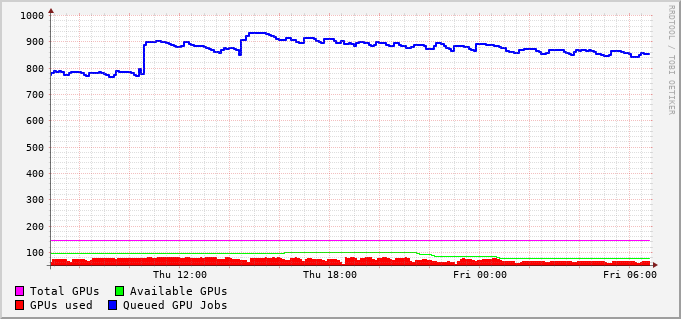 1000
900
800
700
600
500
400
300
200
100
Thu 12:00 Thu 18:00 Fri 00:00 Fri 06:00
Total GPUs Available GPUs
GPUs used Queued GPU Jobs
RRDTOOL / TOBI OETIKER